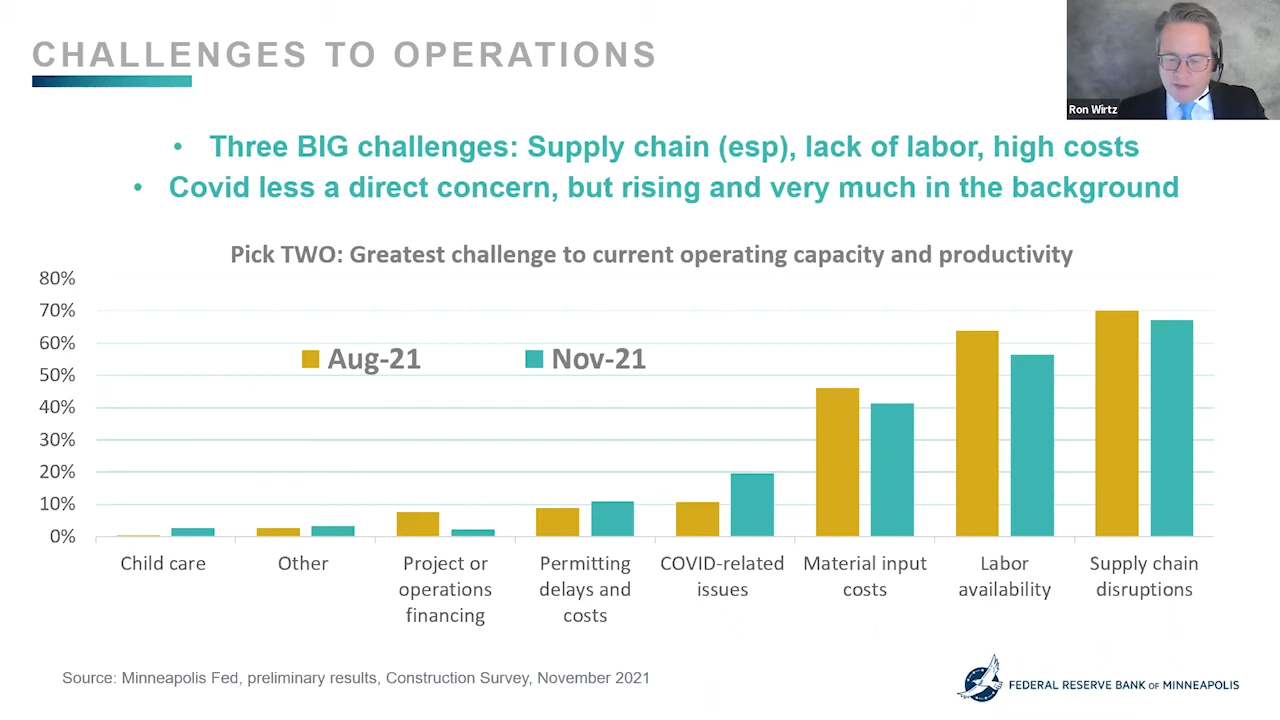 CHALLENGES TO OPERATIONS
Ron Wirtz
• Three BIG challenges: Supply chain (esp), lack of labor, high costs
• Covid less a direct concern, but rising and very much in the background
Pick TWO: Greatest challenge to current operating capacity and productivity
80%
70%
60%
50%
40%
30%
20%
10%
0%
Aug-21
Nov-21
Child care
Other
Project or
operations
financing
Permitting
delays and
costs
COVID-related
issues
Material input
costs
Labor
availability
Supply chain
disruptions
Source: Minneapolis Fed, preliminary results, Construction Survey, November 2021
FEDERAL RESERVE BANK OF MINNEAPOLIS